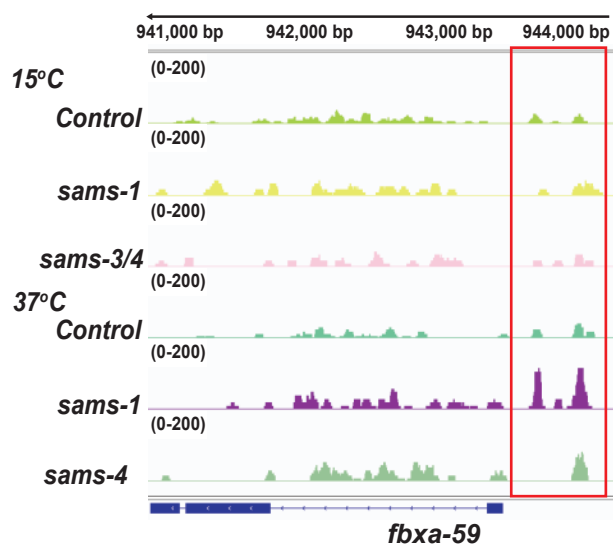 941,000 bp 942,000 bp 943,000 bp 944,000 bp
(0-200)
15°C
Control
(0-200)
sams-1
(0-200)
sams-3/4
(0-200)
37°C
Control
(0-200)
sams-1
(0-200)
sams-4
fbxa-59